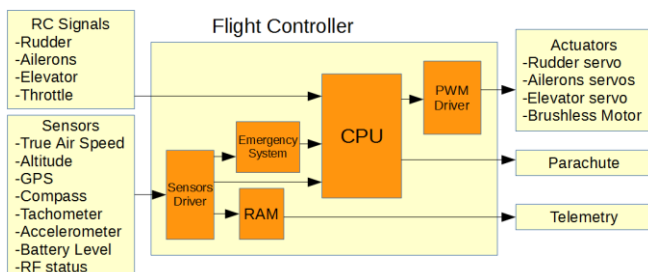 Flight Controller
RC Signals
-Rudder
-Ailerons
-Elevator
-Throttle
Sensors
-True Air Speed
-Altitude
-GPS
-Compass
-Tachometer
-Accelerometer
-Battery Level
-RF status
Sensors
Driver
Emergency
System
RAM
CPU
PWM
Driver
Actuators
-Rudder servo
-Ailerons servos
-Elevator servo
-Brushless Motor
Parachute
Telemetry